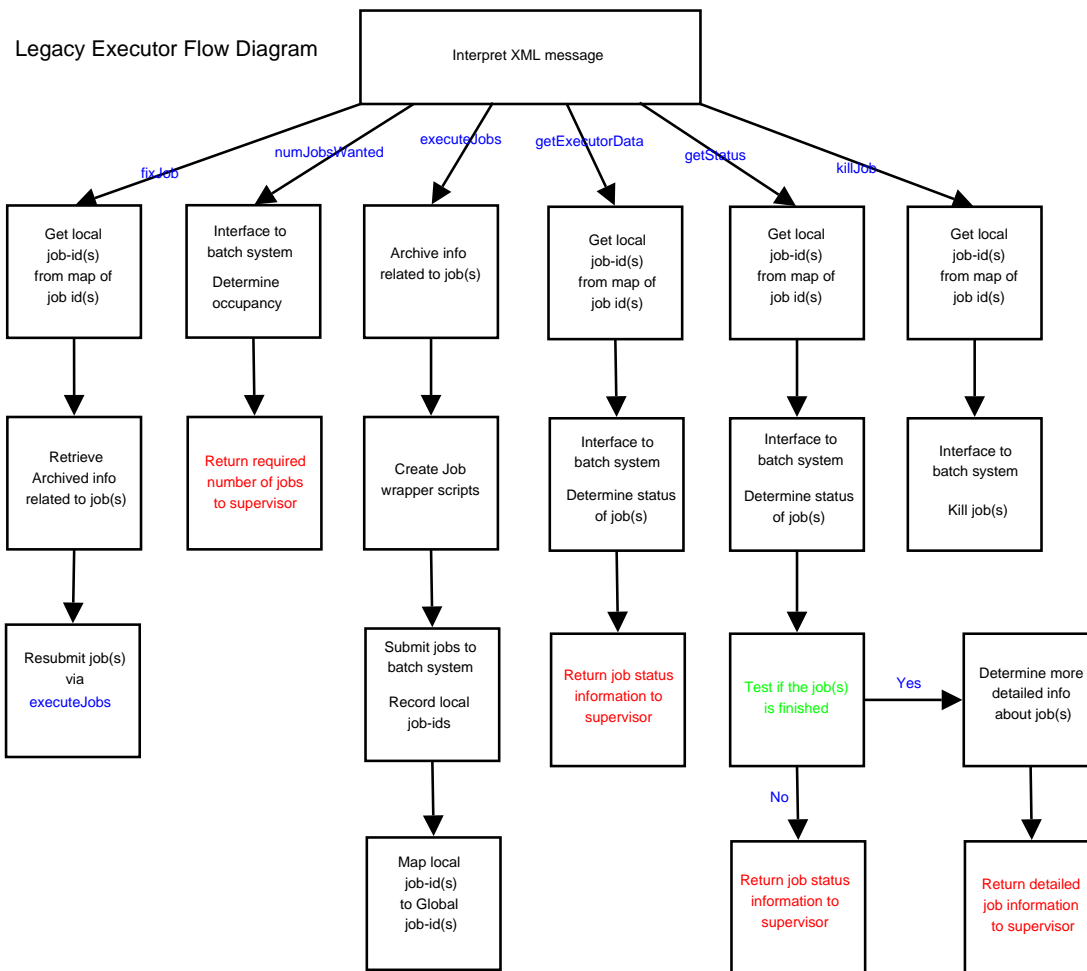 Legacy Executor Flow Diagram
Interpret XML message
fixJob
numJobsWanted
executeJobs
getExecutorData
getStatus
killJob
Get local
job-id(s)
from map of
job id(s)
Interface to
batch system
Determine
occupancy
Archive info
related to job(s)
Get local
job-id(s)
from map of
job id(s)
Get local
job-id(s)
from map of
job id(s)
Get local
job-id(s)
from map of
job id(s)
Retrieve
Archived info
related to job(s)
Return required
number of jobs
to supervisor
Create Job
wrapper scripts
Interface to
batch system
Determine status
of job(s)
Interface to
batch system
Determine status
of job(s)
Interface to
batch system
Kill job(s)
Resubmit job(s)
via
executeJobs
Submit jobs to
batch system
Record local
job-ids
Return job status
information to
supervisor
Test if the job(s)
is finished
Yes
Determine more
detailed info
about job(s)
No
Map local
job-id(s)
to Global
job-id(s)
Return job status
information to
supervisor
Return detailed
job information
to supervisor